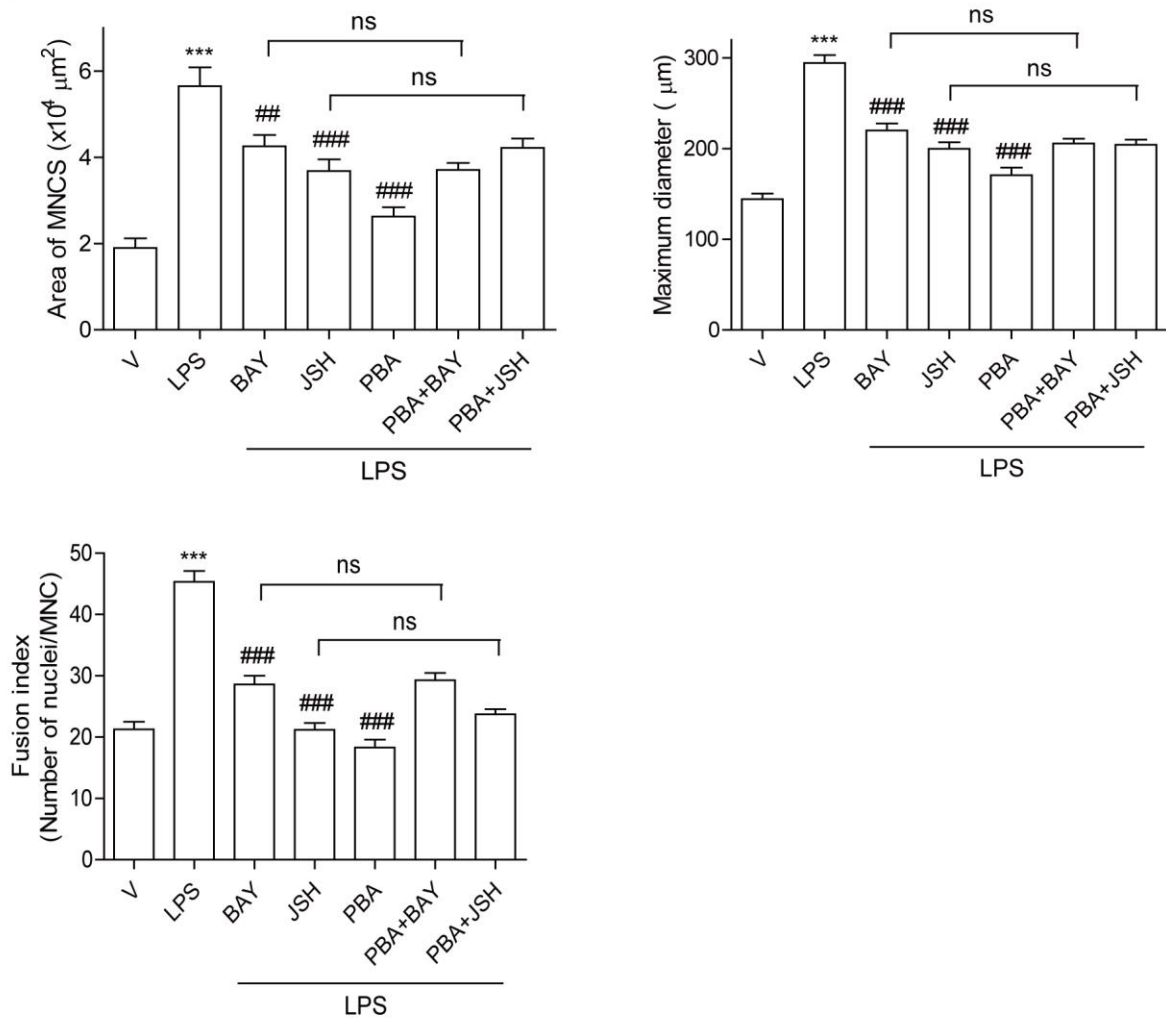 ns
***
ns
##
###
###
6
4
2
0
Area of MNCS (x10⁴ μm²)
V
LPS
BAY
JSH
PBA
PBA+BAY
PBA+JSH
LPS
ns
***
ns
###
###
###
300
200
100
0
Maximum diameter ( μm)
V
LPS
BAY
JSH
PBA
PBA+BAY
PBA+JSH
LPS
***
ns
ns
###
###
###
50
40
30
20
10
0
Fusion index
(Number of nuclei/MNC)
V
LPS
BAY
JSH
PBA
PBA+BAY
PBA+JSH
LPS